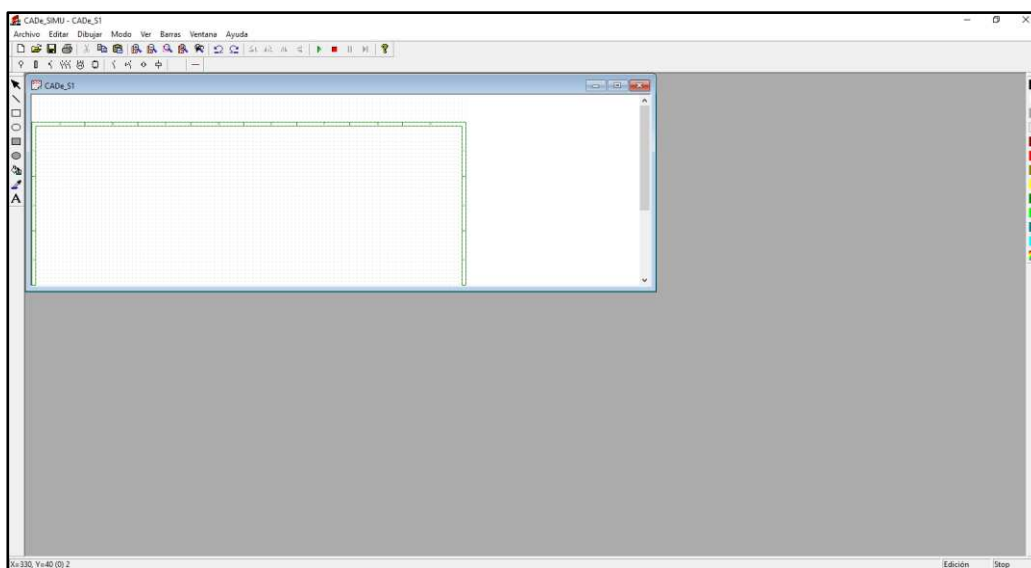 CADe_SIMU - CADe_S1
Archivo Editar Dibujar Modo Ver Barras Ventana Ayuda
CADe_S1
A
X=330, Y=40 (0) 2
Edición Stop